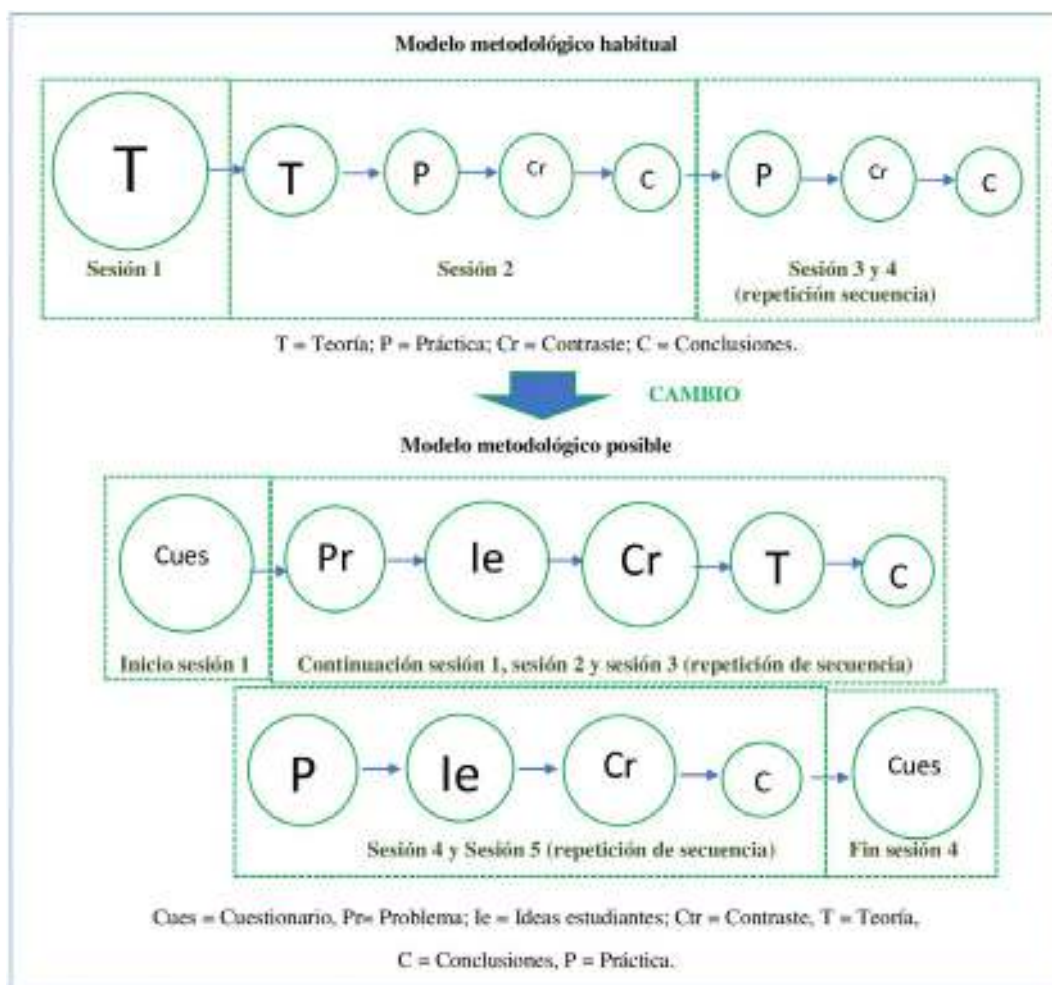 Modelo metodológico habitual
T
T
P
Cr
C
P
Cr
C
Sesión 1
Sesión 2
Sesión 3 y 4
(repetición secuencia)
T = Teoría; P = Práctica; Cr = Contraste; C = Conclusiones.
CAMBIO
Modelo metodológico posible
Cues
Pr
Ie
Cr
T
C
Inicio sesión 1
Continuación sesión 1, sesión 2 y sesión 3 (repetición de secuencia)
P
Ie
Cr
C
Cues
Sesión 4 y Sesión 5 (repetición de secuencia)
Fin sesión 4
Cues = Cuestionario, Pr= Problema; Ie = Ideas estudiantes; Ctr = Contraste, T = Teoría,
C = Conclusiones, P = Práctica.